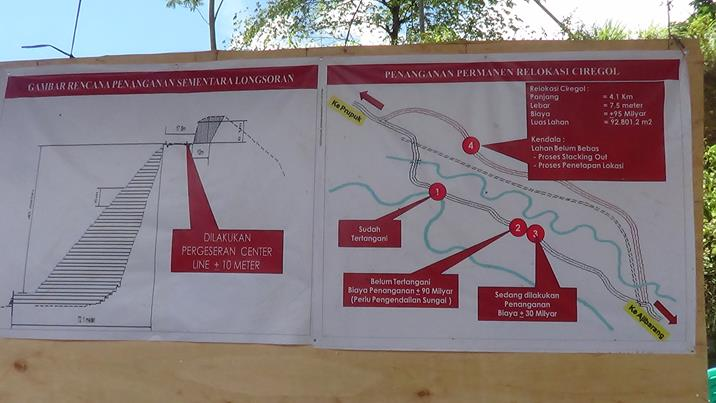 GAMBAR RENCANA PENANGANAN SEMENTARA LONGSORAN
DILAKUKAN
PERGESERAN CENTER
LINE + 10 METER
PENANGANAN PERMANEN RELOKASI CIREGOL
Ke Prupuk
Relokasi Ciregol :
Panjang = 4.1 Km
Lebar = 7.5 meter
Biaya = ±95 Milyar
Luas Lahan = 92.801.2 m2
Kendala :
Lahan Belum Bebas
- Proses Stacking Out
- Proses Penetapan Lokasi
4
1
2
3
Sudah
Tertangani
Belum Tertangani
Biaya Penanganan ± 90 Milyar
(Perlu Pengendalian Sungai )
Sedang dilakukan
Penanganan
Biaya ± 30 Milyar
Ke Ajibarang